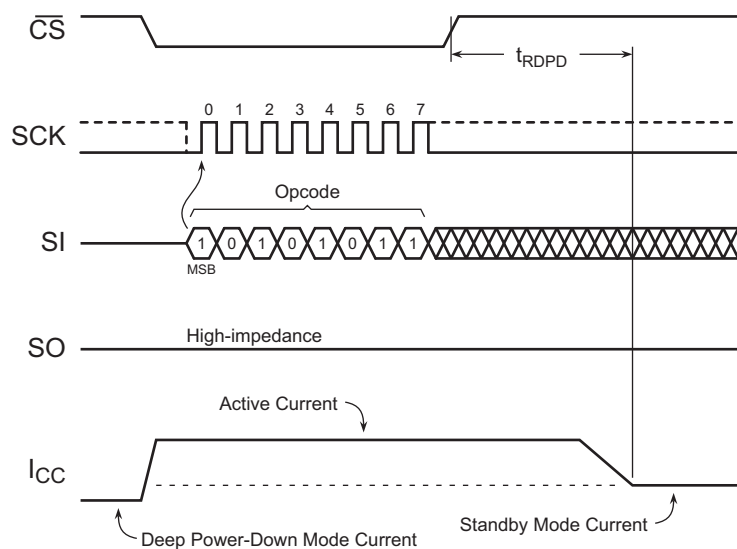 CS
tRDPD
0 1 2 3 4 5 6 7
SCK
Opcode
SI
1 0 1 0 1 0 1 1
MSB
High-impedance
SO
Active Current
ICC
Standby Mode Current
Deep Power-Down Mode Current